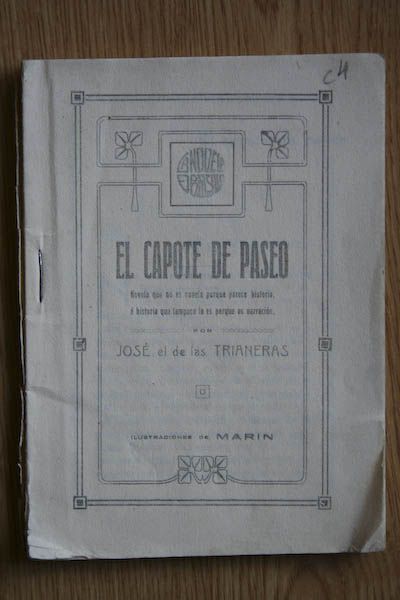 C4
EL CAPOTE DE PASEO
Novela que no es novela porque parece historia,
é historia que tampoco lo es porque es narración.
POR
JOSÉ el de las TRIANERAS
ILUSTRACIONES DE MARIN